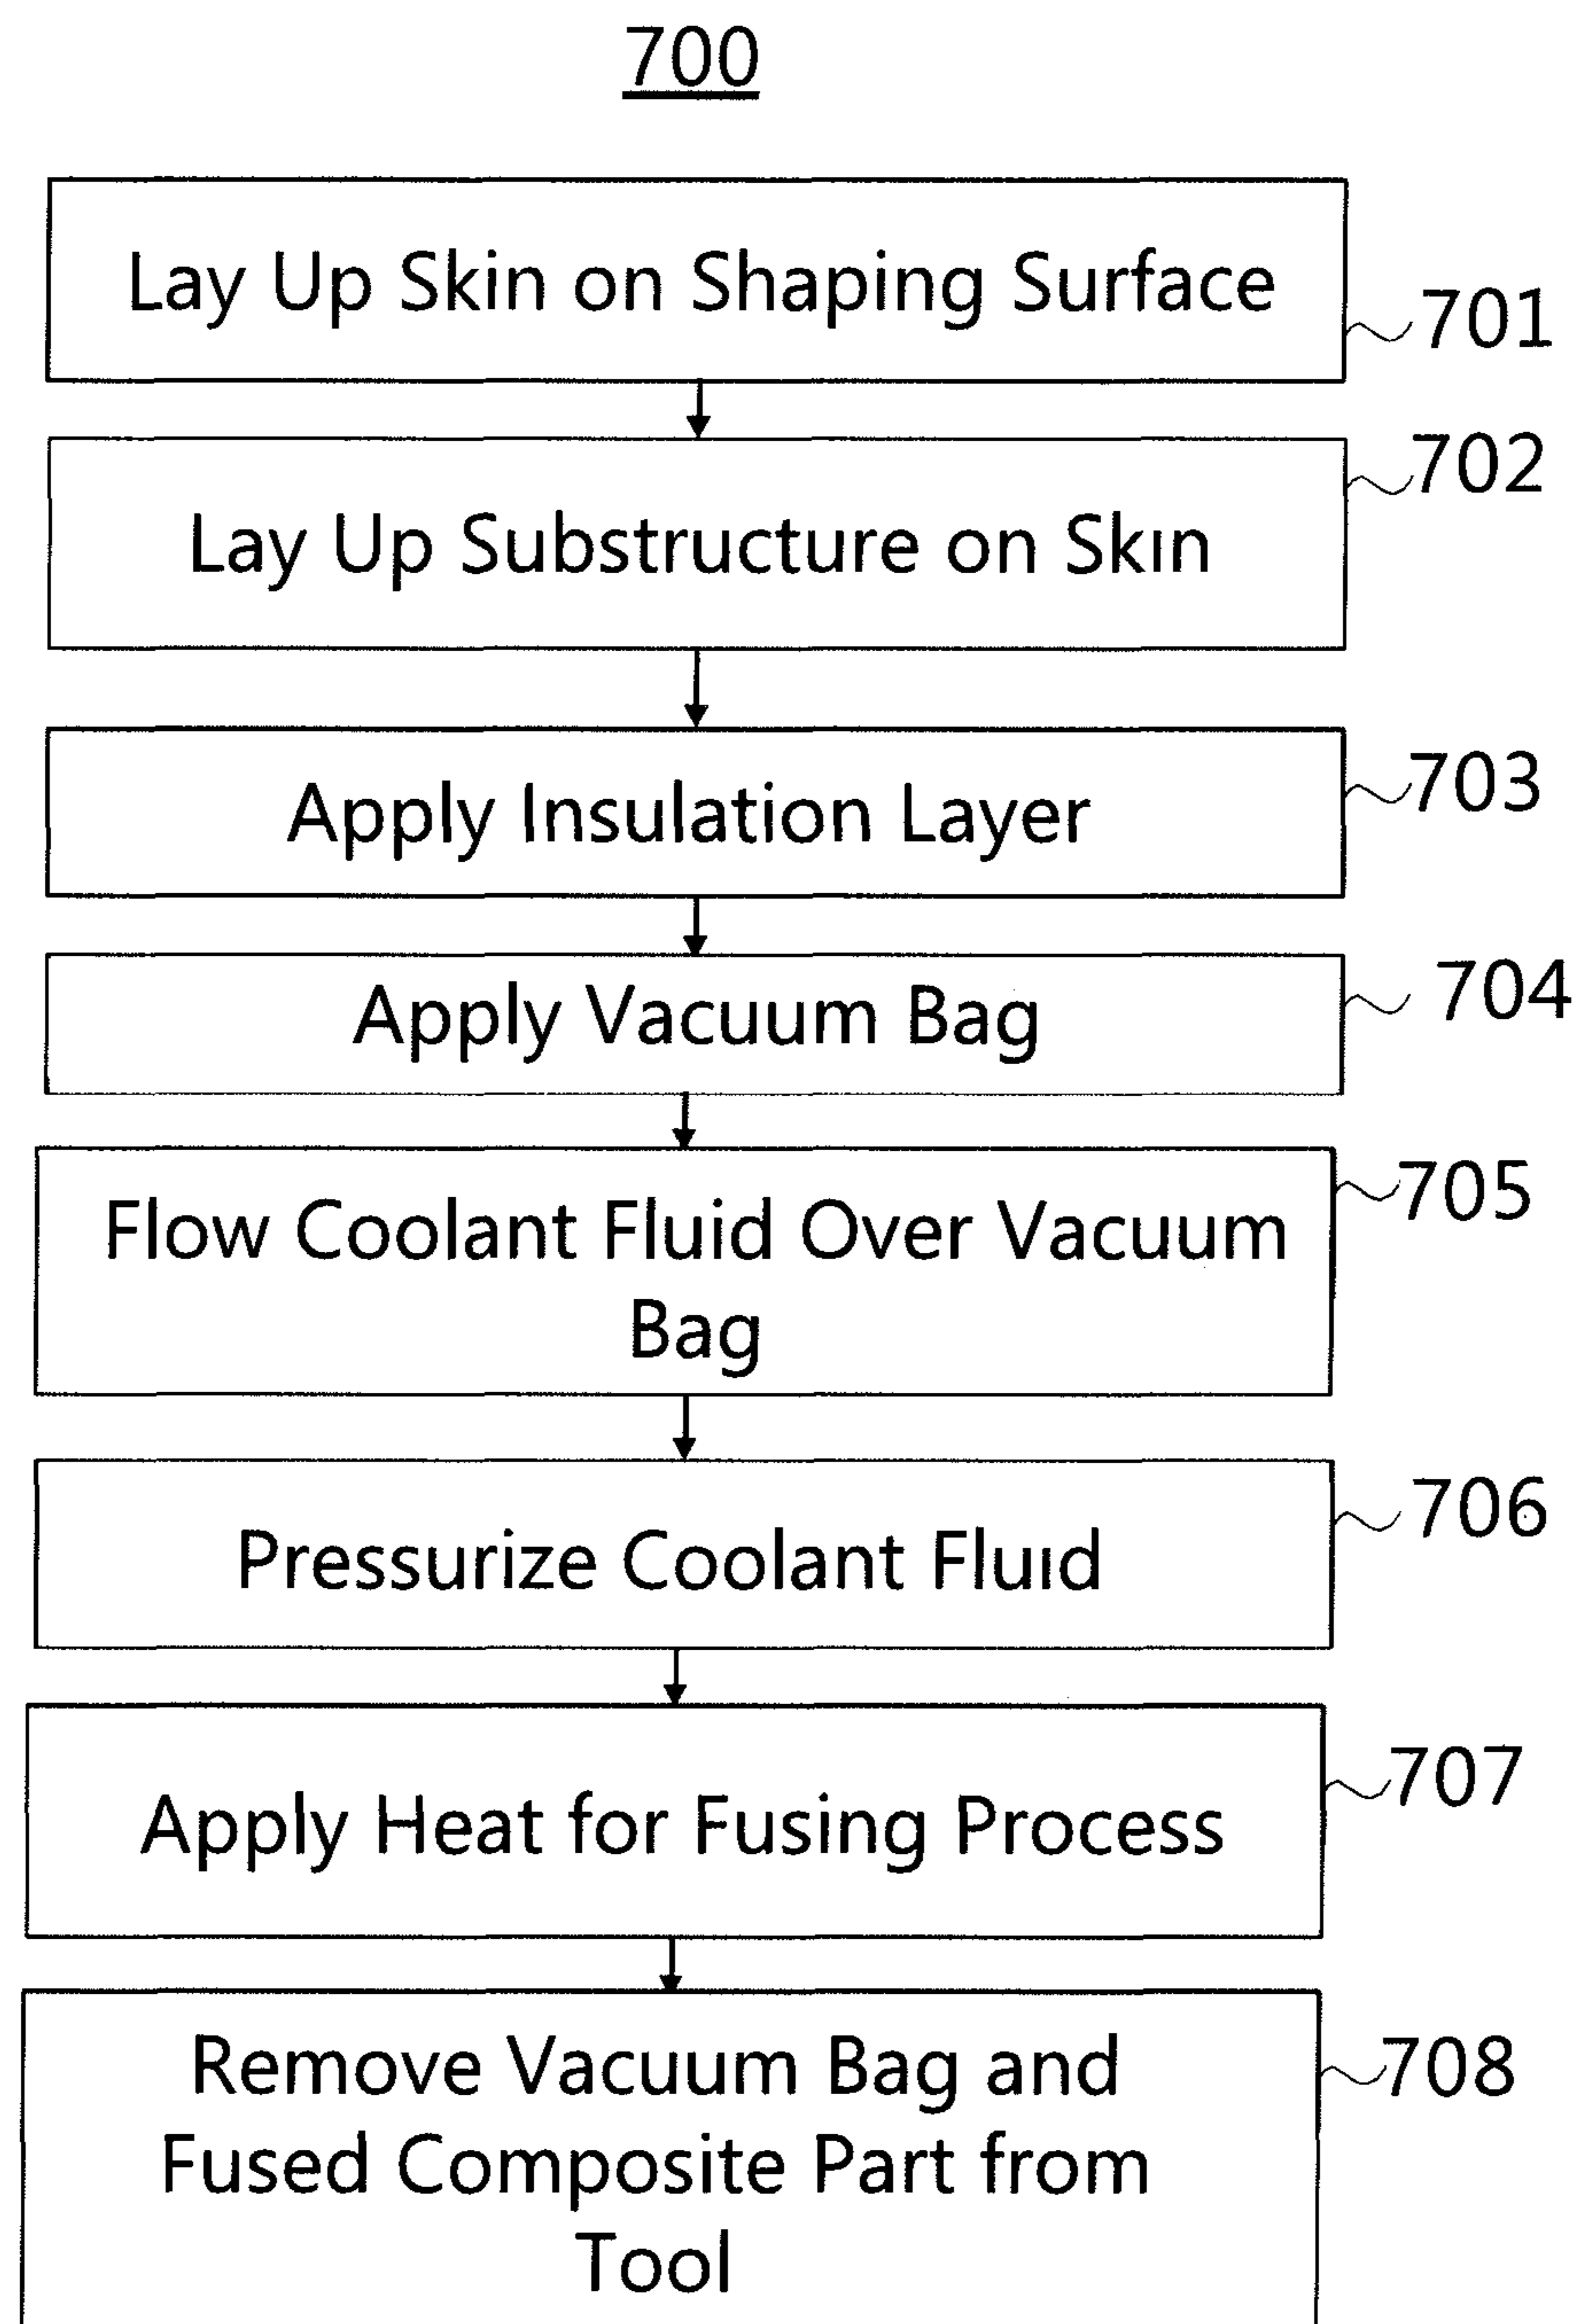 700
Lay Up Skin on Shaping Surface
701
702
Lay Up Substructure on Skin
703
Apply Insulation Layer
704
Apply Vacuum Bag
705
Flow Coolant Fluid Over Vacuum
Bag
706
Pressurize Coolant Fluid
707
Apply Heat for Fusing Process
708
Remove Vacuum Bag and
Fused Composite Part from
Tool